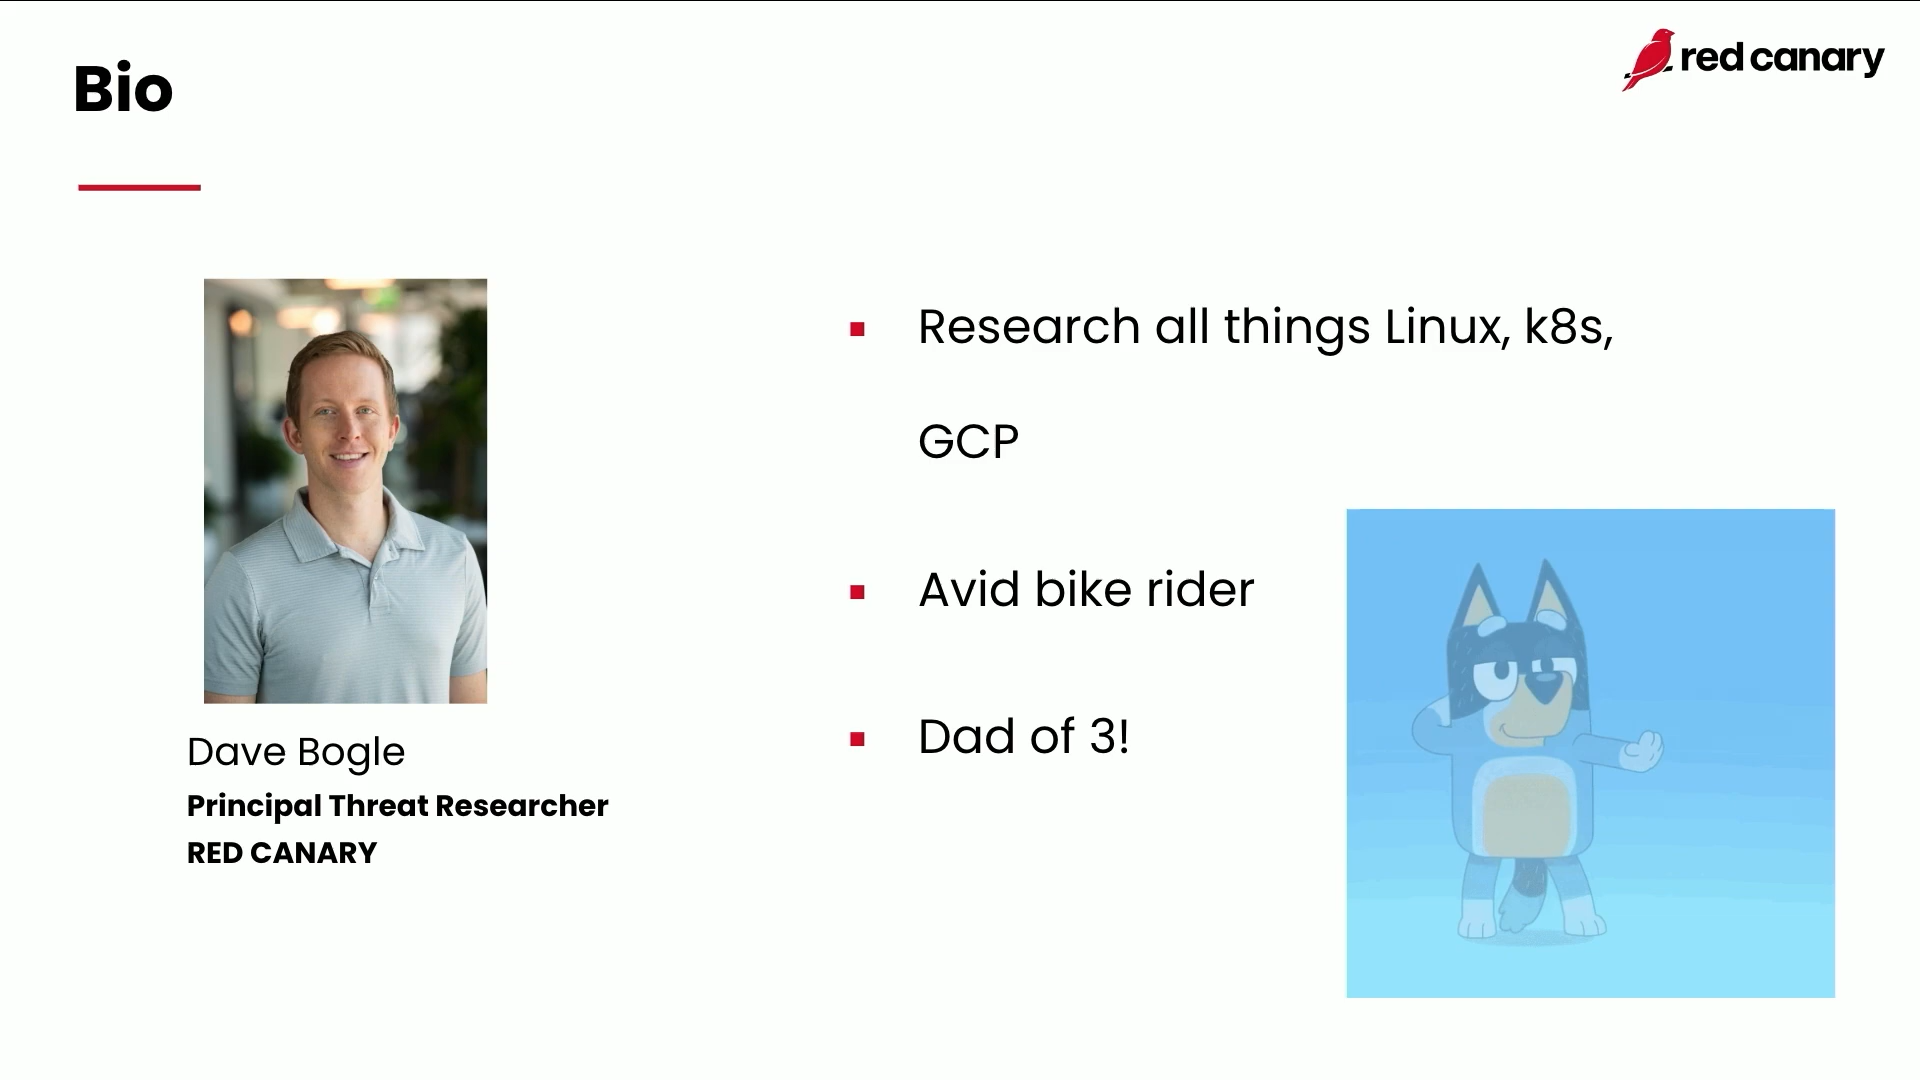 Bio
red canary
Research all things Linux, k8s,
GCP
Avid bike rider
Dad of 3!
Dave Bogle
Principal Threat Researcher
RED CANARY